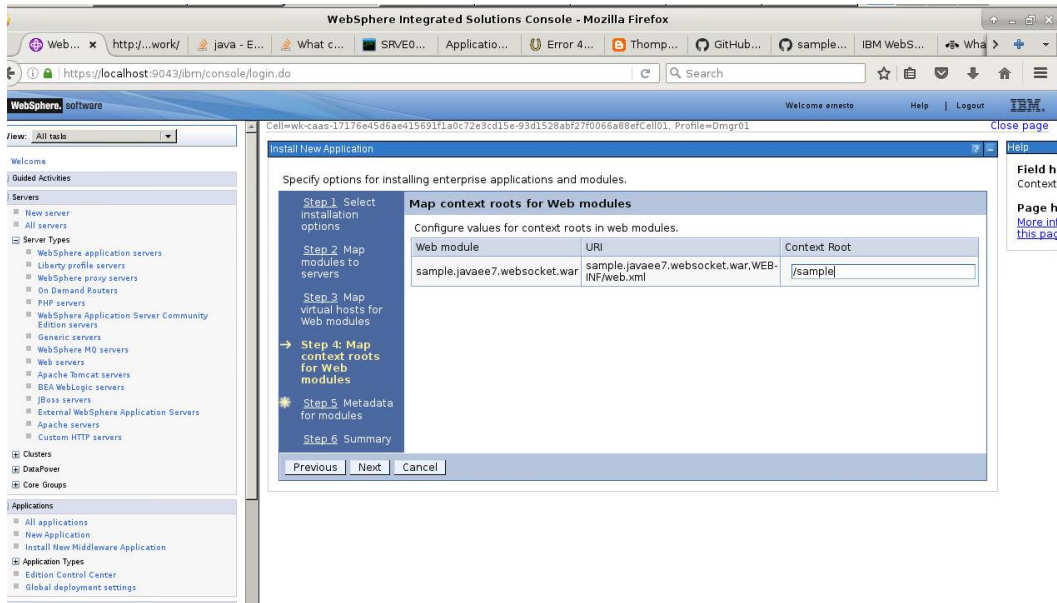 WebSphere Integrated Solutions Console - Mozilla Firefox
Web... × http:/...work/ java - E... What c... SRVE0... Applicatio... Error 4... Thomp... GitHub... sample... IBM WebS... Wha
https://localhost:9043/ibm/console/login.do
Search
WebSphere. software
Welcome ernesto Help | Logout IBM.
View: All tasks
Welcome
Guided Activities
Servers
New server
All servers
Server Types
WebSphere application servers
Liberty profile servers
WebSphere proxy servers
On Demand Routers
PHP servers
WebSphere Application Server Community
Edition servers
Generic servers
WebSphere MQ servers
Web servers
Apache Tomcat servers
BEA WebLogic servers
JBoss servers
External WebSphere Application Servers
Apache servers
Custom HTTP servers
Clusters
DataPower
Core Groups
Applications
All applications
New Application
Install New Middleware Application
Application Types
Edition Control Center
Global deployment settings
Close page
Install New Application
Specify options for installing enterprise applications and modules.
Step 1 Select
installation
options
Step 2 Map
modules to
servers
Step 3 Map
virtual hosts for
Web modules
Step 4: Map
context roots
for Web
modules
Step 5 Metadata
for modules
Step 6 Summary
Map context roots for Web modules
Configure values for context roots in web modules.
Web module URI Context Root
sample.javaee7.websocket.war sample.javaee7.websocket.war,WEB-
INF/web.xml /sample
Previous Next Cancel
Help
Field h
Context
Page h
More in
this pag